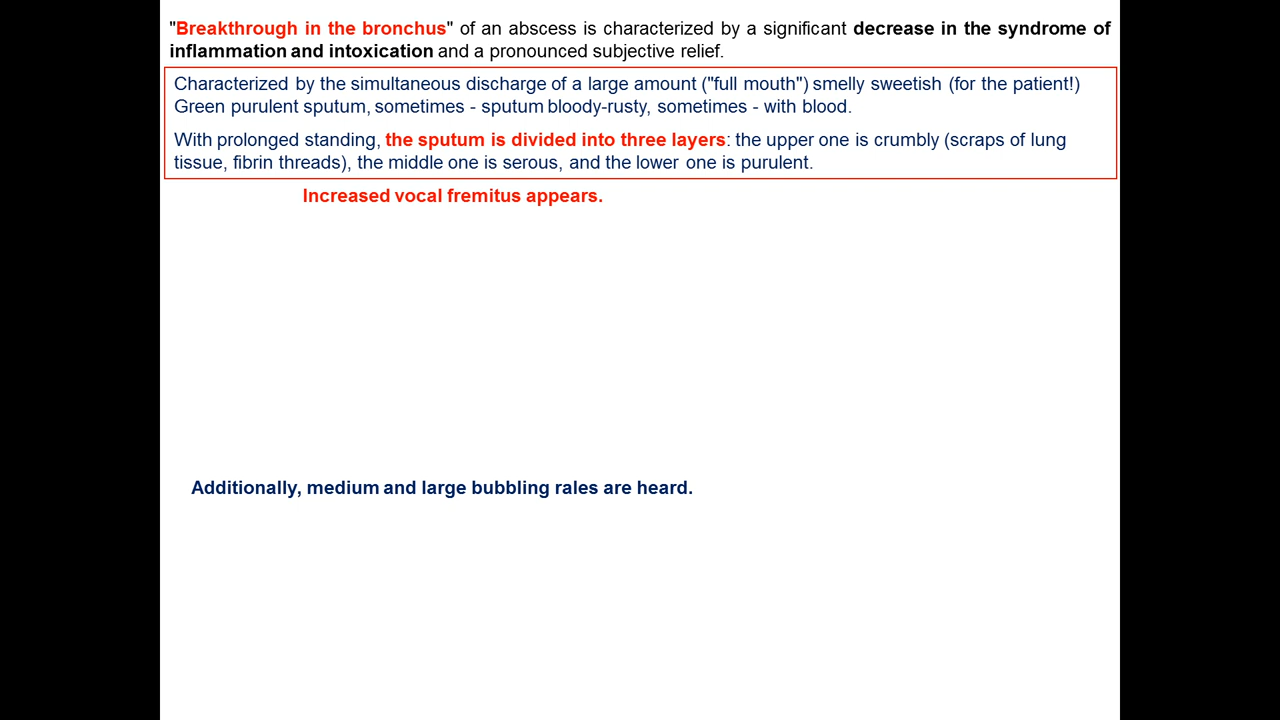 "Breakthrough in the bronchus" of an abscess is characterized by a significant decrease in the syndrome of
inflammation and intoxication and a pronounced subjective relief.
Characterized by the simultaneous discharge of a large amount ("full mouth") smelly sweetish (for the patient!)
Green purulent sputum, sometimes - sputum bloody-rusty, sometimes - with blood.
With prolonged standing, the sputum is divided into three layers: the upper one is crumbly (scraps of lung
tissue, fibrin threads), the middle one is serous, and the lower one is purulent.
Increased vocal fremitus appears.
Additionally, medium and large bubbling rales are heard.